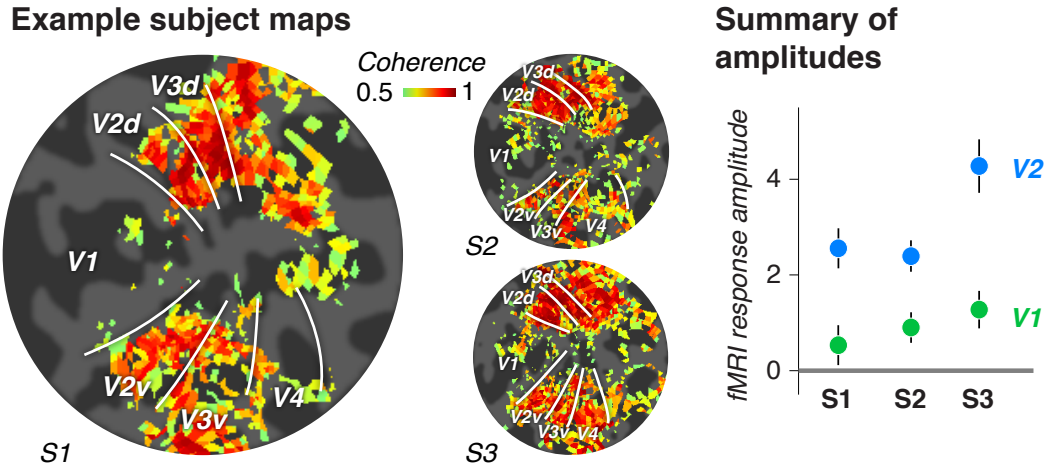 Example subject maps
Summary of
amplitudes
Coherence
0.5
1
V3d
V2d
V1
V2v
V3v
V4
S1
V3d
V2d
V1
V2v
V3v
V4
S2
V3d
V2d
V1
V2v
V3v
V4
S3
fMRI response amplitude
4
2
0
V2
V1
S1
S2
S3